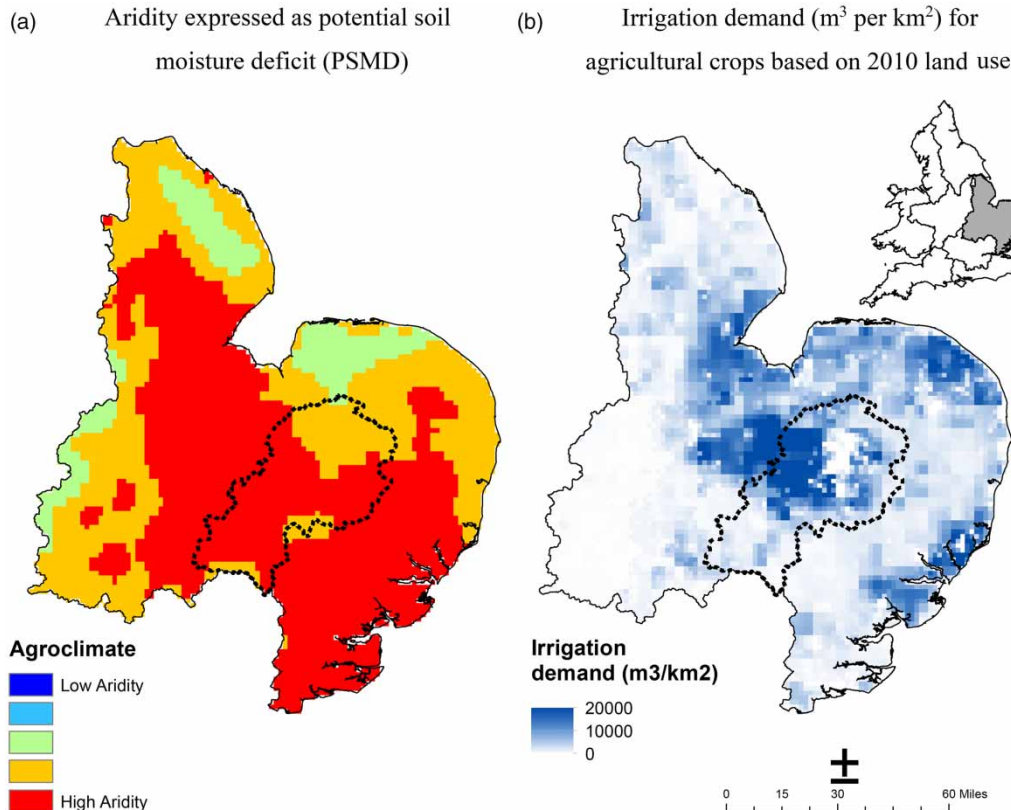 (a) Aridity expressed as potential soil
moisture deficit (PSMD)
(b) Irrigation demand (m³ per km²) for
agricultural crops based on 2010 land use
Agroclimate
Low Aridity
High Aridity
Irrigation
demand (m3/km2)
20000
10000
0
±
0 15 30 60 Miles